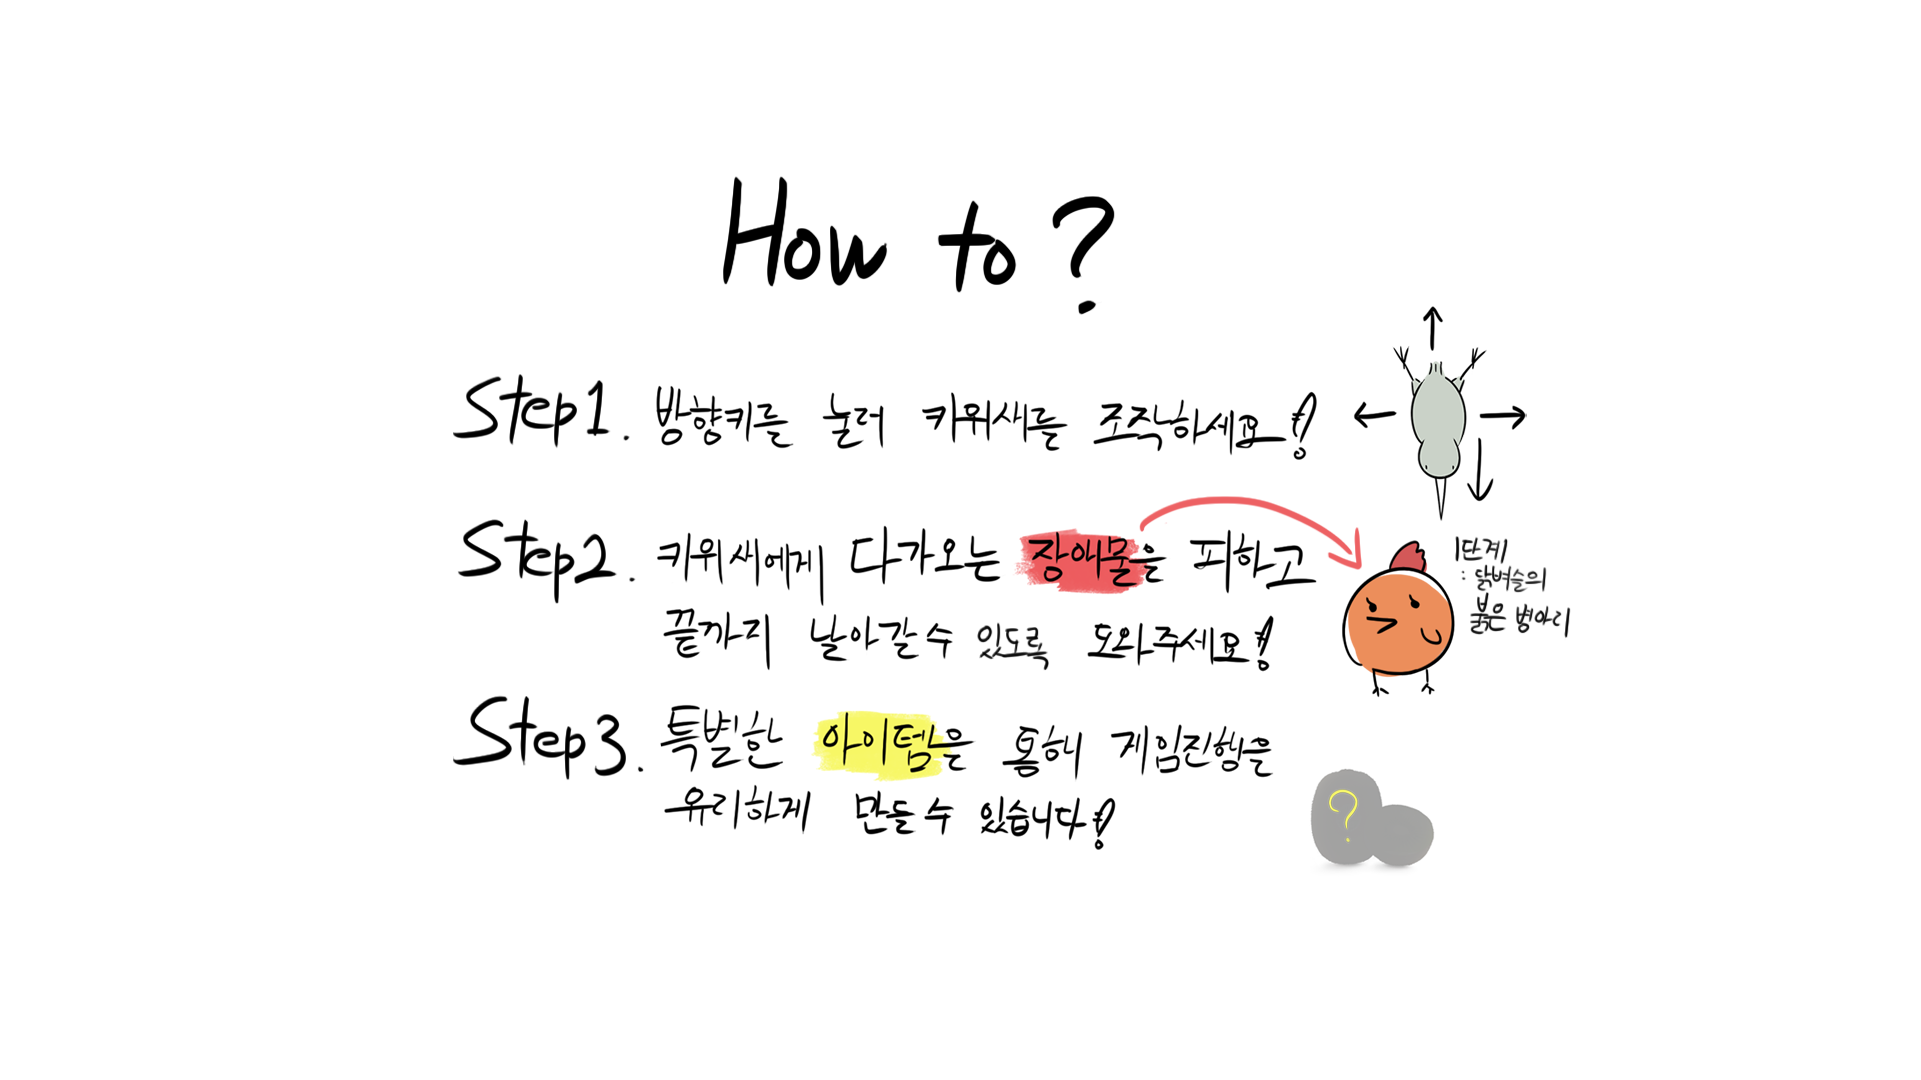 How to?
Step1. 방향키를 눌러 키위새를 조작하세요!
Step2. 키위새에게 다가오는 장애물을 피하고
끝까지 날아갈 수 있도록 도와주세요!
1단계
: 닭벼슬의
붉은 병아리
Step3. 특별한 아이템을 통해 게임진행을
유리하게 만들 수 있습니다!
?